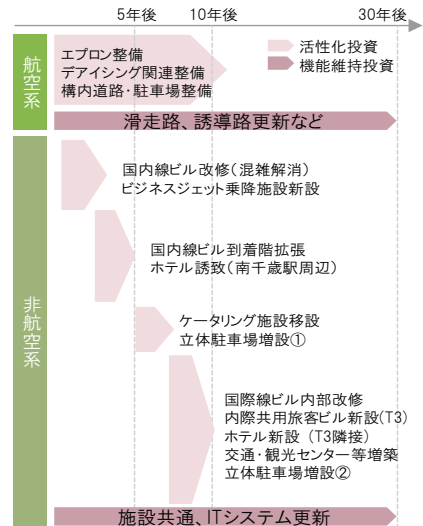 5年後
10年後
30年後
活性化投資
機能維持投資
航空系
エプロン整備
デアイシング関連整備
構内道路・駐車場整備
滑走路、誘導路更新など
非航空系
国内線ビル改修(混雑解消)
ビジネスジェット乗降施設新設
国内線ビル到着階拡張
ホテル誘致(南千歳駅周辺)
ケータリング施設移設
立体駐車場増設①
国際線ビル内部改修
内際共用旅客ビル新設(T3)
ホテル新設 (T3隣接)
交通・観光センター等増築
立体駐車場増設②
施設共通、ITシステム更新